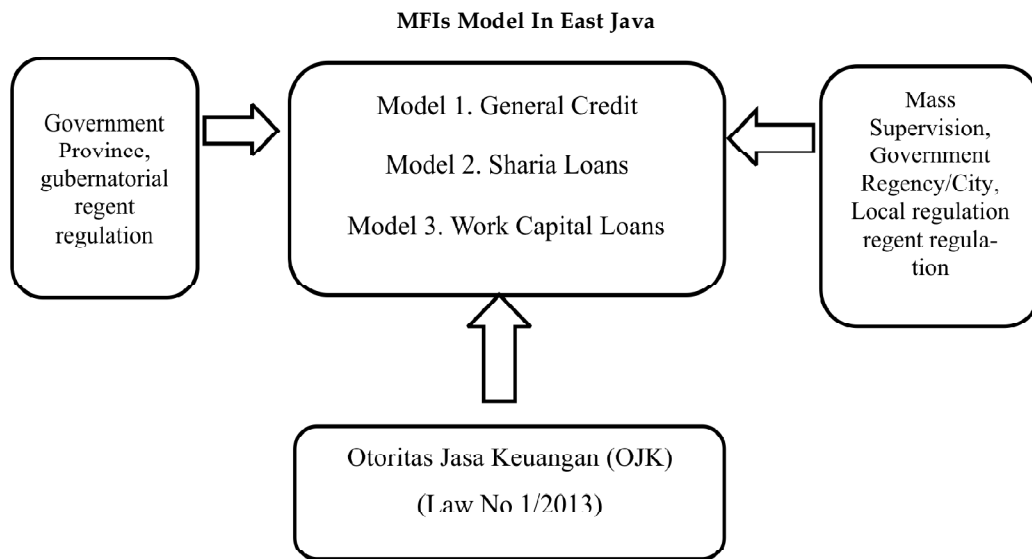 MFIs Model In East Java
Government
Province,
gubernatorial
regent
regulation
Model 1. General Credit
Model 2. Sharia Loans
Model 3. Work Capital Loans
Mass
Supervision,
Government
Regency/City,
Local regulation
regent regula-
tion
Otoritas Jasa Keuangan (OJK)
(Law No 1/2013)